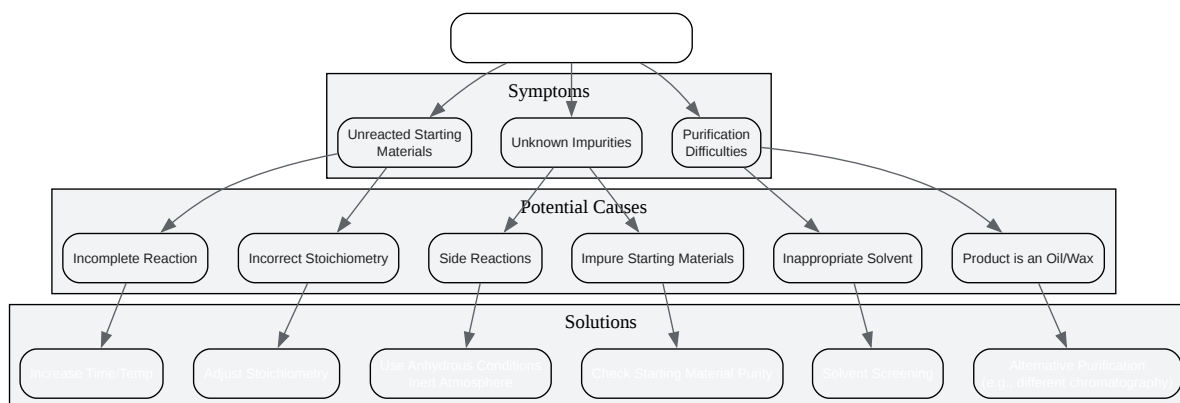 Symptoms
Unreacted Starting
Materials
Unknown Impurities
Purification
Difficulties
Potential Causes
Incomplete Reaction
Incorrect Stoichiometry
Side Reactions
Impure Starting Materials
Inappropriate Solvent
Product is an Oil/Wax
Solutions
Increase Time/Temp
Adjust Stoichiometry
Use Anhydrous Conditions
Inert Atmosphere
Check Starting Material Purity
Solvent Screening
Alternative Purification
(e.g., different chromatography)